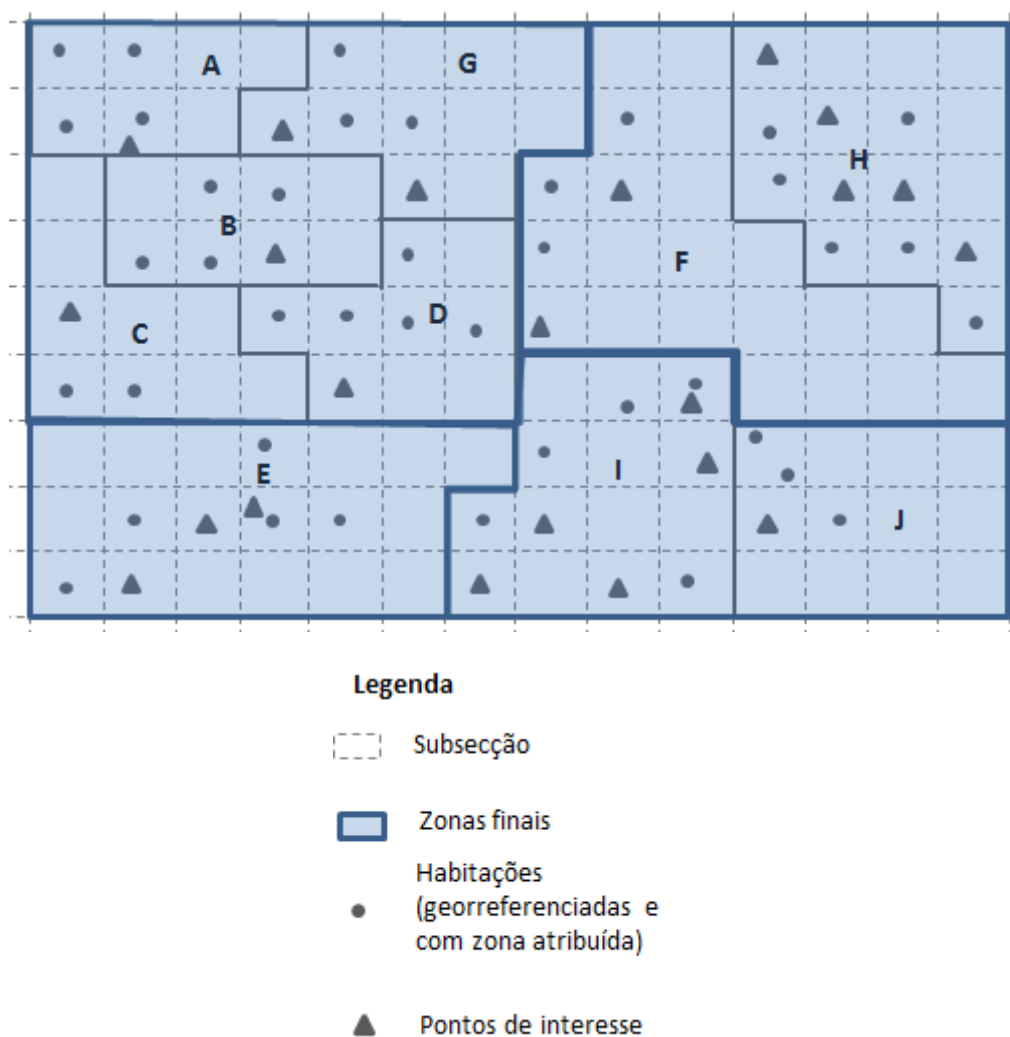 A
G
H
B
F
D
C
E
I
J
Legenda
Subsecção
Zonas finais
Habitações
(georreferenciadas e
com zona atribuída)
Pontos de interesse